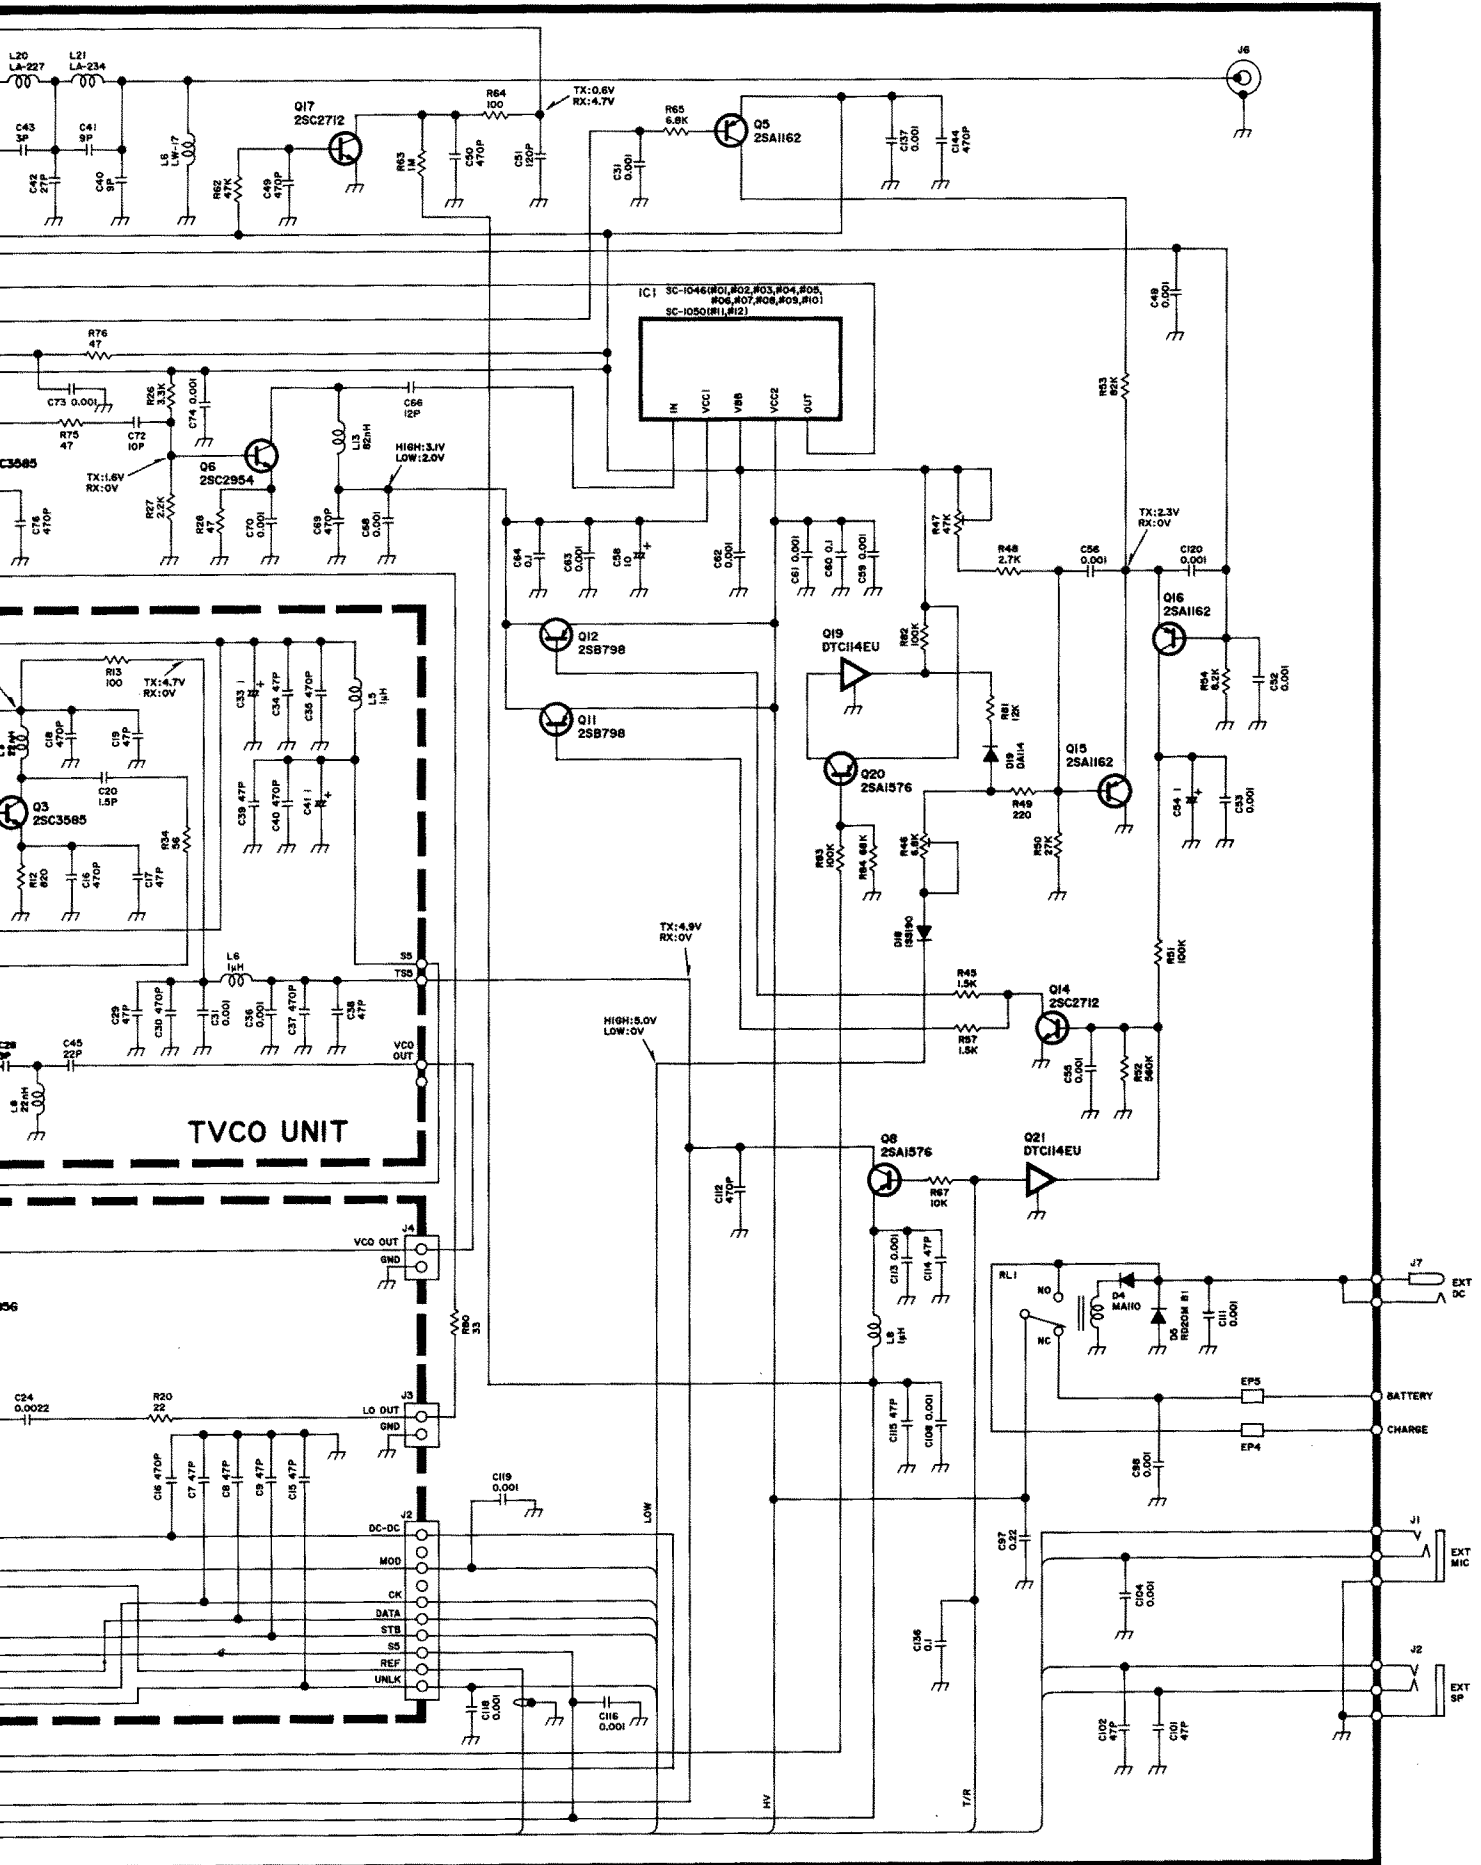 L20
LA-227
L21
LA-234
J6
C43
3P
C41
9P
C42
27P
C40
9P
L6
LW-17
Q17
2SC2712
R62
47K
C49
470P
R63
1M
C50
470P
R64
100
C51
120P
TX:0.6V
RX:4.7V
R65
6.8K
C31
0.001
Q5
2SA1162
C137
0.001
C144
470P
C48
0.001
IC1
SC-1046(#01,#02,#03,#04,#05,
#06,#07,#08,#09,#10)
SC-1050(#11,#12)
IN
VCC1
VBB
VCC2
OUT
R76
47
C73 0.001
R26
3.3K
C74 0.001
R75
47
C72
10P
C66
12P
L13
82nH
HIGH:3.1V
LOW:2.0V
C3585
TX:1.6V
RX:0V
Q6
2SC2954
C76
470P
R27
2.2K
R28
47
C70
0.001
C69
470P
C68
0.001
C64
0.1
C63
0.001
C58
10
+
C62
0.001
C61 0.001
C60 0.1
C59 0.001
R47
47K
R53
82K
R48
2.7K
C56
0.001
TX:2.3V
RX:0V
C120
0.001
Q16
2SA1162
R54
8.2K
C52
0.001
Q12
2SB798
Q11
2SB798
Q19
DTC114EU
R82
100K
R81
12K
D19
DA114
Q20
2SA1576
Q15
2SA1162
R49
220
R83
100K
R84 68K
R46
6.8K
R50
27K
C54 1
+
C53
0.001
D18
1SS190
R51
100K
R13
100
TX:4.7V
RX:0V
C33 1
+
C34 47P
C35 470P
L5
1μH
22nH
C18
470P
C19
47P
C20
1.5P
Q3
2SC3585
C39 47P
C40 470P
C41 1
+
R34
56
R12
820
C16
470P
C17
47P
TX:4.9V
RX:0V
L6
1μH
S5
TS5
C29
47P
C30 470P
C31
0.001
C36
0.001
C37 470P
C38
47P
C45
22P
VCO
OUT
L8
22nH
TVCO UNIT
HIGH:5.0V
LOW:0V
R45
1.5K
R57
1.5K
Q14
2SC2712
C55
0.001
R52
560K
Q8
2SA1576
Q21
DTC114EU
R67
10K
C112
470P
C113 0.001
C114 47P
L8
1μH
J4
VCO OUT
GND
R80
33
RL1
NO
NC
D4
MA110
D5
RD20M B1
C111
0.001
J7
EXT
DC
EP5
BATTERY
EP4
CHARGE
C98
0.001
C24
0.0022
R20
22
J3
LO OUT
GND
C115 47P
C108 0.001
C16 470P
C7 47P
C8 47P
C9 47P
C15 47P
C119
0.001
J2
DC-DC
MOD
CK
DATA
STB
S5
REF
UNLK
LOW
C97
0.22
J1
EXT
MIC
C104
0.001
C136
0.1
J2
EXT
SP
C102
47P
C101
47P
C118
0.001
C116
0.001
HV
T/R